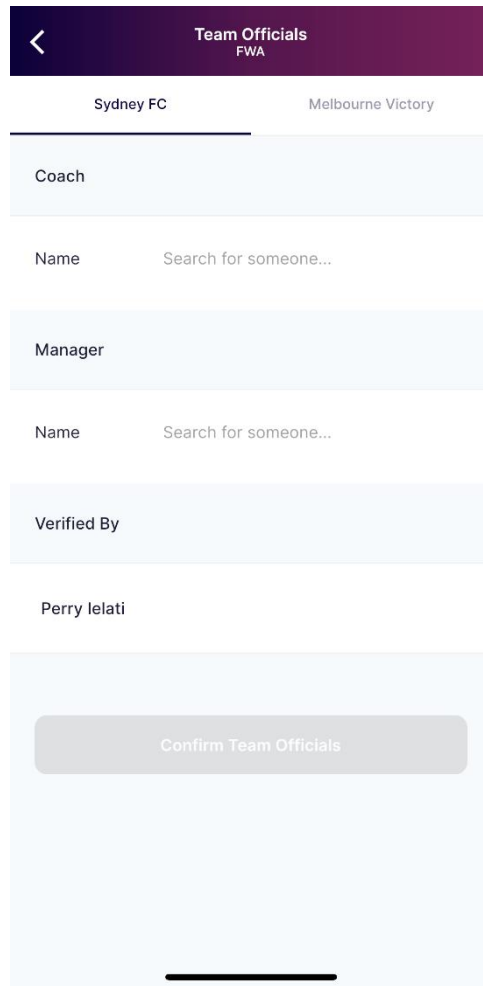 Team Officials
FWA
Sydney FC Melbourne Victory
Coach
Name Search for someone...
Manager
Name Search for someone...
Verified By
Perry Ielati
Confirm Team Officials